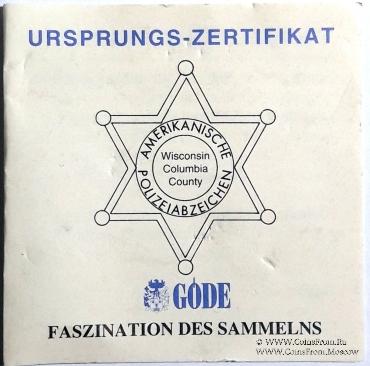 URSPRUNGS-ZERTIFIKAT
AMERIKANISCHE
Wisconsin
Columbia
County
POLIZEIABZEICHEN
GÖDE
FASZINATION DES SAMMELNS
© www.CoinsFrom.Ru
www.CoinsFrom.Moscow